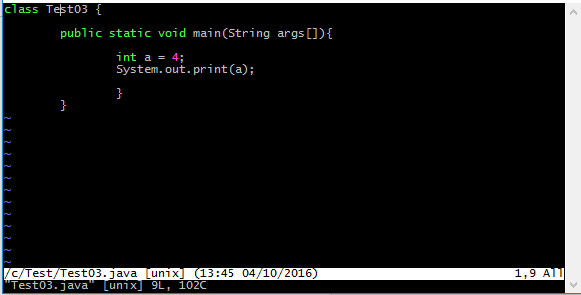 class Test03 {
public static void main(String args[]){
int a = 4;
System.out.print(a);
}
}
~
~
~
~
~
~
~
~
~
~
~
~
~
/c/Test/Test03.java [unix] (13:45 04/10/2016) 1,9 All
"Test03.java" [unix] 9L, 102C